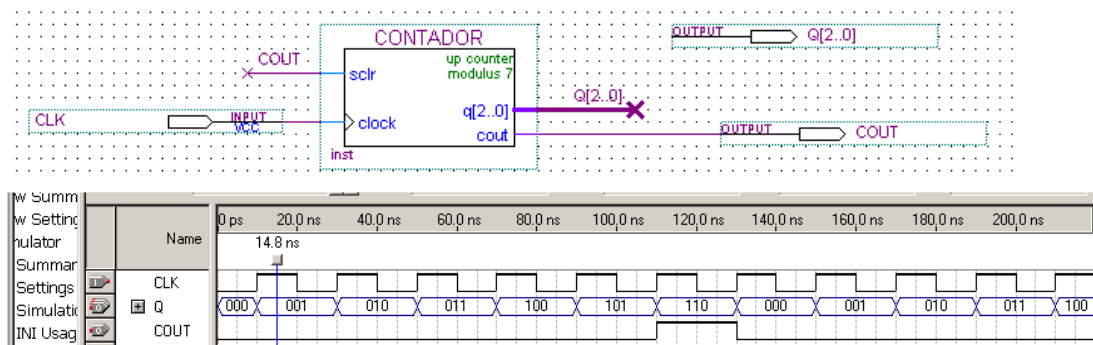 CONTADOR
OUTPUT Q[2..0]
COUT
up counter
modulus 7
sclr
Q[2..0]
q[2..0]
CLK
INPUT
VCC
clock
cout
OUTPUT COUT
inst
w Summ
w Setting
0 ps 20.0 ns 40.0 ns 60.0 ns 80.0 ns 100.0 ns 120.0 ns 140.0 ns 160.0 ns 180.0 ns 200.0 ns
nulator
Name
14.8 ns
Summar
Settings CLK
Simulatio Q 000 001 010 011 100 101 110 000 001 010 011 100
INI Usag COUT